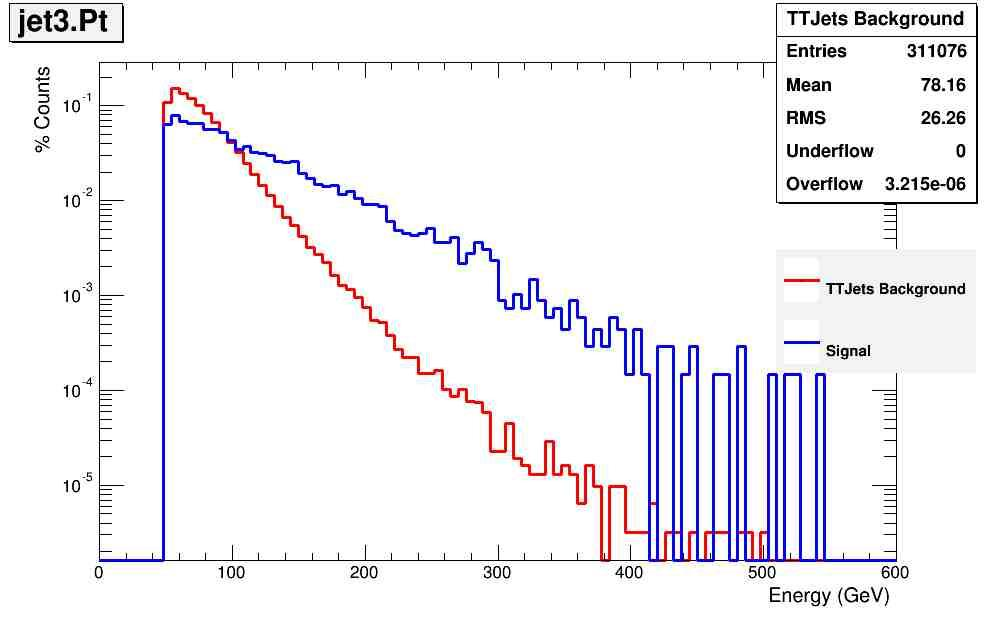 jet3.Pt
TTJets Background
Entries 311076
Mean 78.16
RMS 26.26
Underflow 0
Overflow 3.215e-06
% Counts
10-1
10-2
10-3
10-4
10-5
TTJets Background
Signal
0 100 200 300 400 500 600
Energy (GeV)